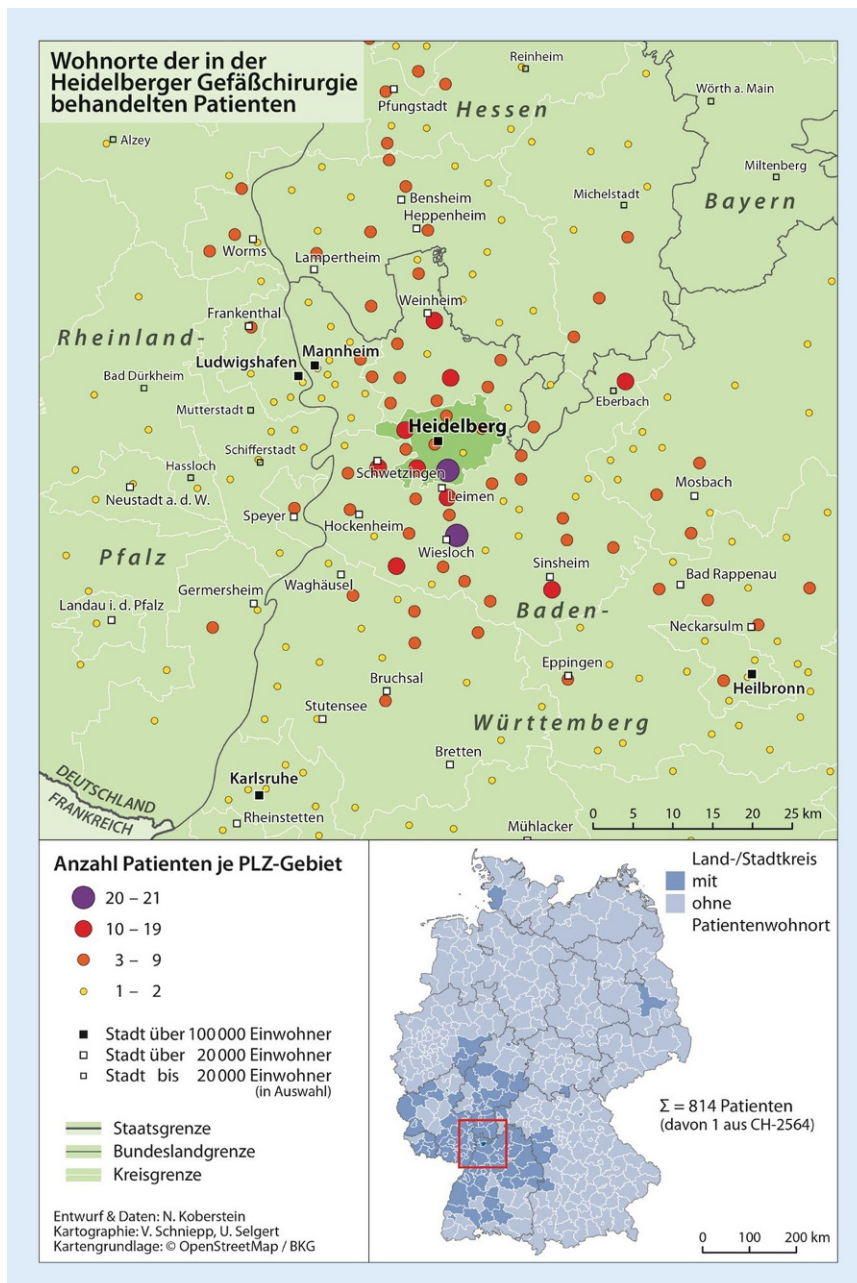 Wohnorte der in der
Heidelberger Gefäßchirurgie
behandelten Patienten
Reinheim
Pfungstadt
Hessen
Wörth a. Main
Alzey
Miltenberg
Michelstadt
Bayern
Bensheim
Heppenheim
Worms
Lampertheim
Weinheim
Frankenthal
Rheinland-
Mannheim
Ludwigshafen
Bad Dürkheim
Eberbach
Mutterstadt
Heidelberg
Schifferstadt
Schwetzingen
Hassloch
Neustadt a. d. W.
Leimen
Mosbach
Speyer
Hockenheim
Wiesloch
Pfalz
Sinsheim
Waghäusel
Bad Rappenau
Germersheim
Landau i. d. Pfalz
Baden-
Neckarsulm
Eppingen
Bruchsal
Heilbronn
Stutensee
Württemberg
Bretten
DEUTSCHLAND
FRANKREICH
Karlsruhe
Rheinstetten
Mühlacker
0 5 10 15 20 25 km
Anzahl Patienten je PLZ-Gebiet
20 – 21
10 – 19
3 – 9
1 – 2
Stadt über 100 000 Einwohner
Stadt über 20 000 Einwohner
Stadt bis 20 000 Einwohner
(in Auswahl)
Staatsgrenze
Bundeslandgrenze
Kreisgrenze
Entwurf & Daten: N. Koberstein
Kartographie: V. Schniepp, U. Selgert
Kartengrundlage: © OpenStreetMap / BKG
Land-/Stadtkreis
mit
ohne
Patientenwohnort
Σ = 814 Patienten
(davon 1 aus CH-2564)
0 100 200 km